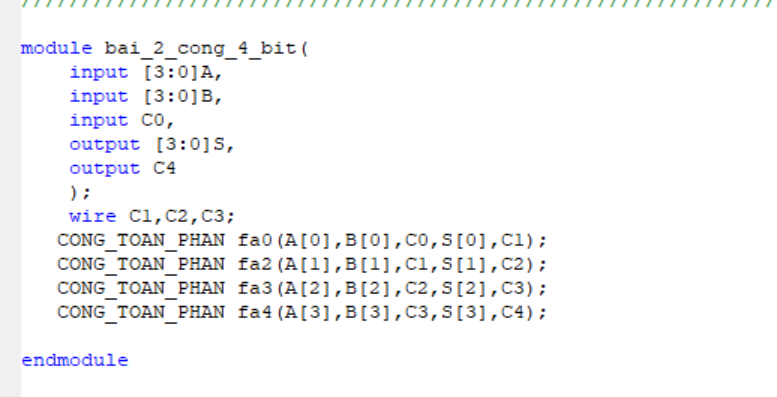 ////////////////////////////////////////////////////////////////
module bai_2_cong_4_bit(
    input [3:0]A,
    input [3:0]B,
    input C0,
    output [3:0]S,
    output C4
    );
    wire C1,C2,C3;
   CONG_TOAN_PHAN fa0(A[0],B[0],C0,S[0],C1);
   CONG_TOAN_PHAN fa2(A[1],B[1],C1,S[1],C2);
   CONG_TOAN_PHAN fa3(A[2],B[2],C2,S[2],C3);
   CONG_TOAN_PHAN fa4(A[3],B[3],C3,S[3],C4);
endmodule